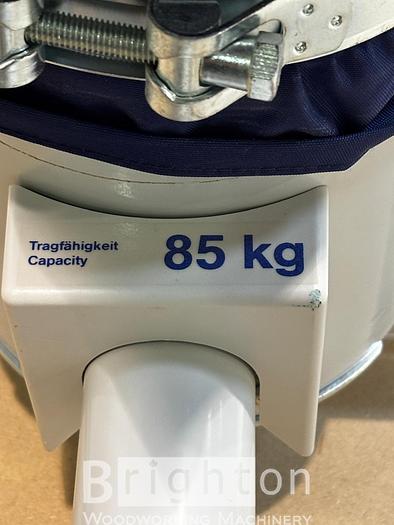 Tragfähigkeit
Capacity
85 kg
Brighton
Woodworking Machinery